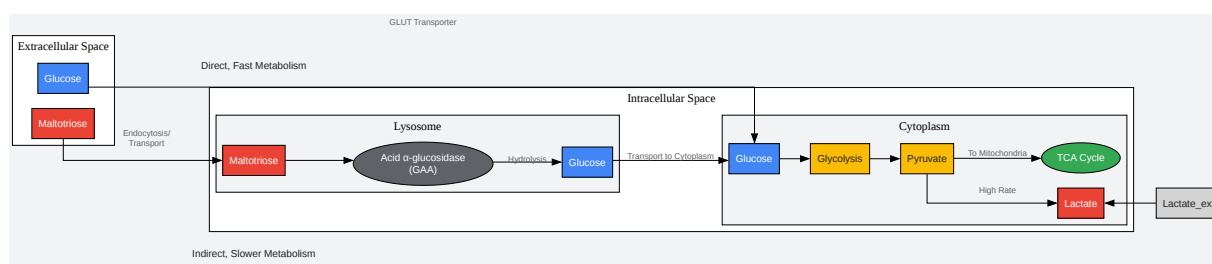 GLUT Transporter
Extracellular Space
Glucose
Direct, Fast Metabolism
Maltotriose
Endocytosis/
Transport
Intracellular Space
Lysosome
Maltotriose
Acid α-glucosidase
(GAA)
Hydrolysis
Glucose
Transport to Cytoplasm
Cytoplasm
Glucose
Glycolysis
Pyruvate
To Mitochondria
TCA Cycle
High Rate
Lactate
Lactate_ex
Indirect, Slower Metabolism